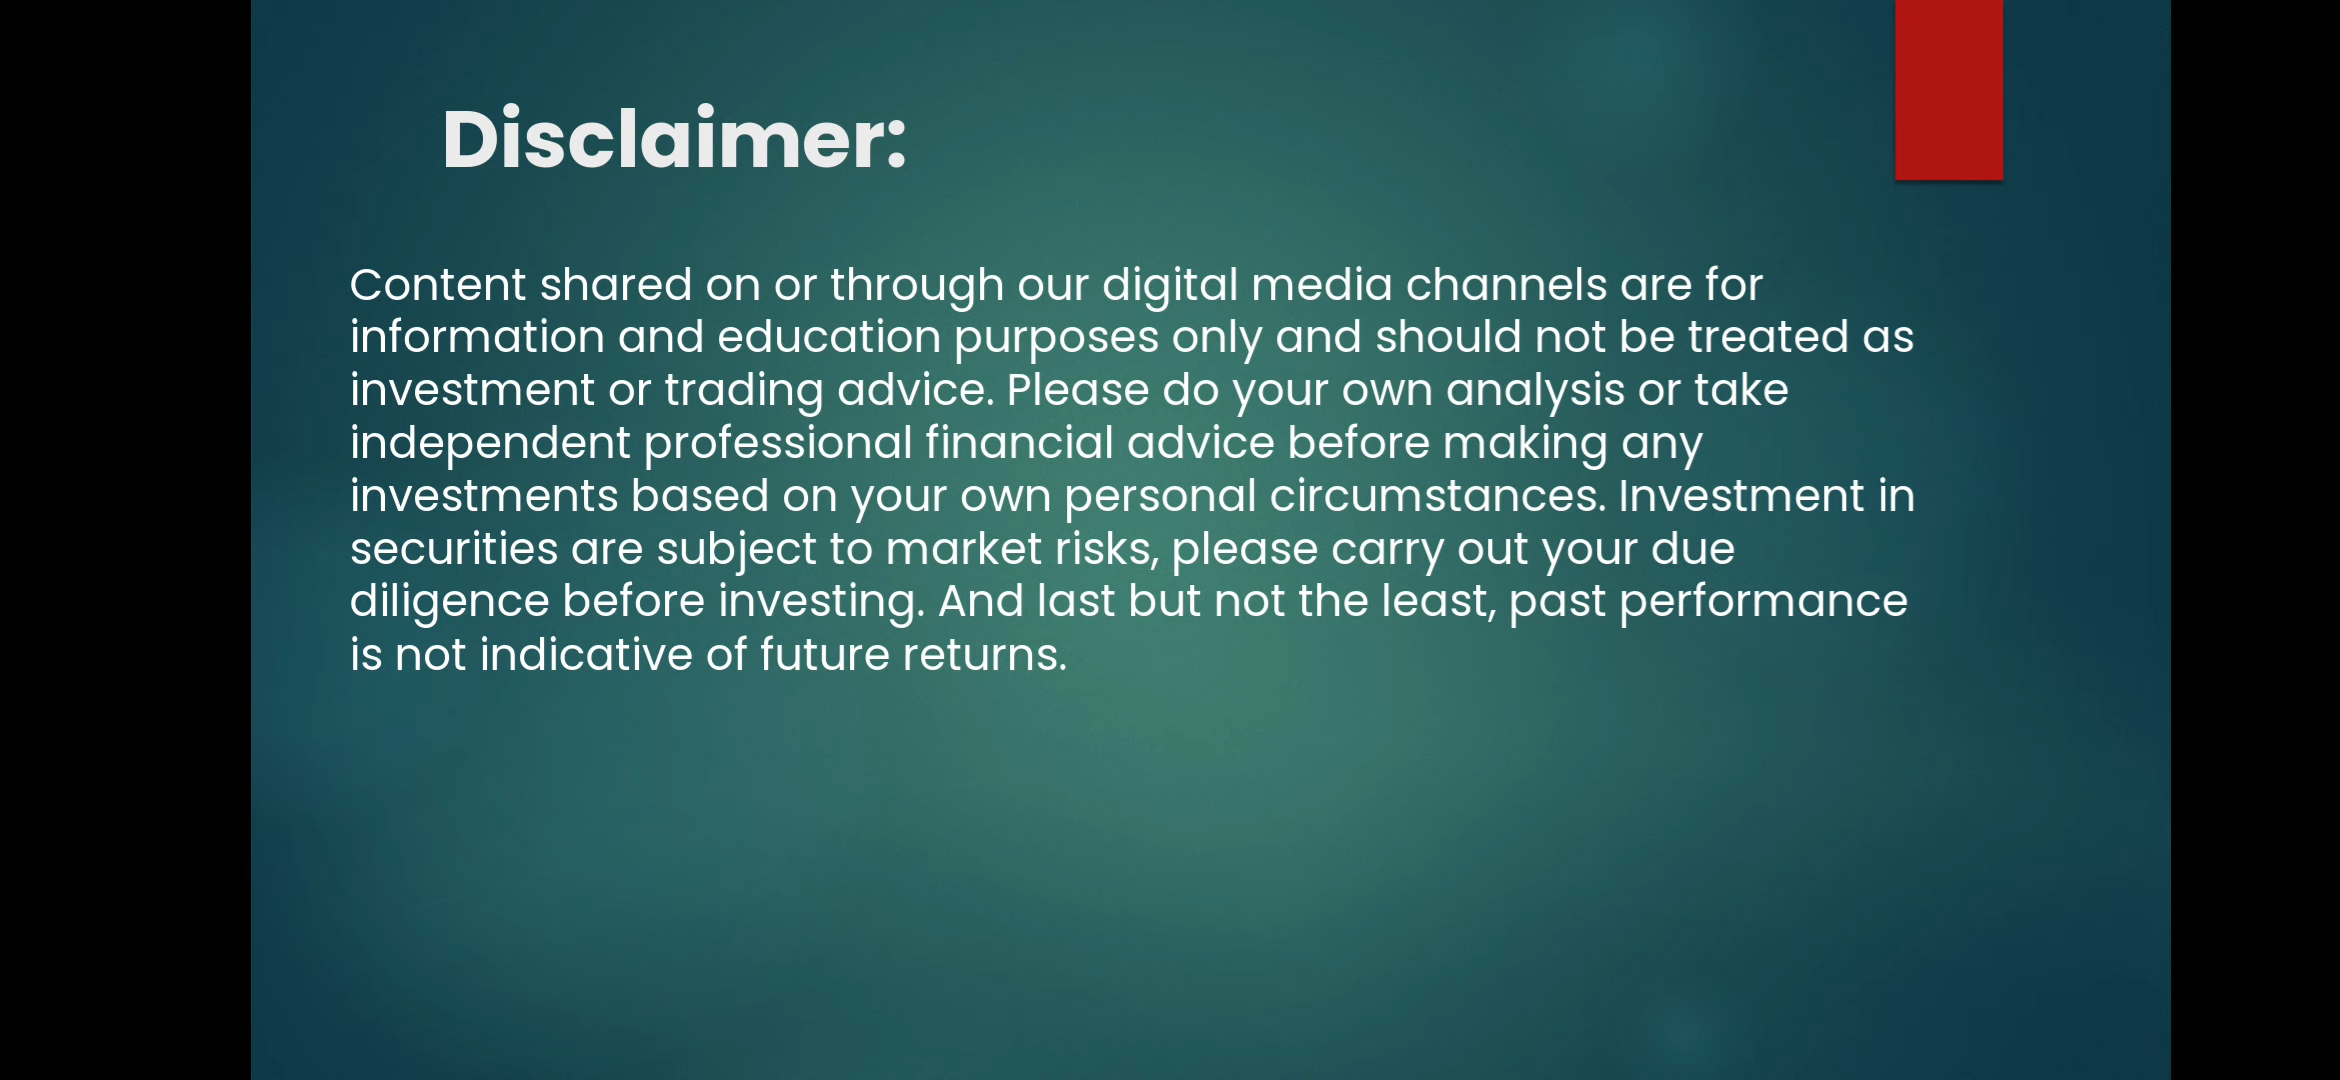 Disclaimer:
Content shared on or through our digital media channels are for
information and education purposes only and should not be treated as
investment or trading advice. Please do your own analysis or take
independent professional financial advice before making any
investments based on your own personal circumstances. Investment in
securities are subject to market risks, please carry out your due
diligence before investing. And last but not the least, past performance
is not indicative of future returns.